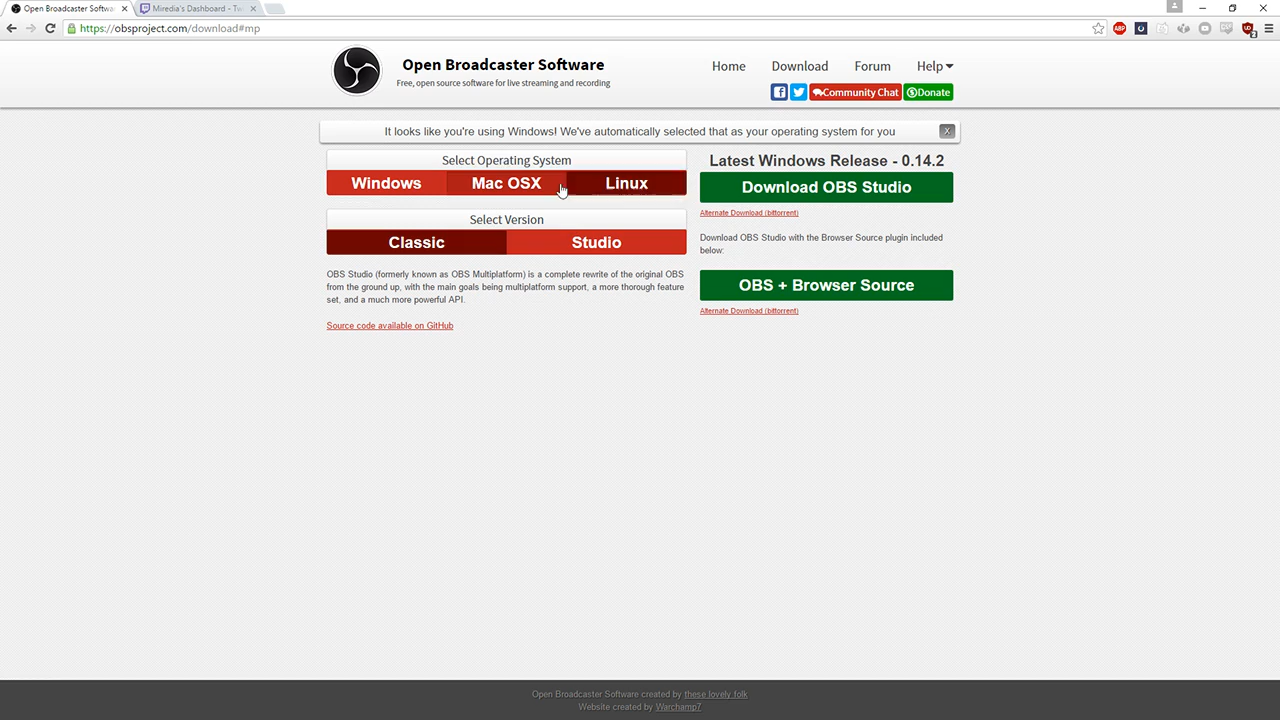 Open Broadcaster Softwa
Miredia's Dashboard - Tw
https://obsproject.com/download#mp
ABP
2
Open Broadcaster Software
Free, open source software for live streaming and recording
Home
Download
Forum
Help
Community Chat
Donate
It looks like you're using Windows! We've automatically selected that as your operating system for you
X
Select Operating System
Windows
Mac OSX
Linux
Select Version
Classic
Studio
OBS Studio (formerly known as OBS Multiplatform) is a complete rewrite of the original OBS
from the ground up, with the main goals being multiplatform support, a more thorough feature
set, and a much more powerful API.
Source code available on GitHub
Latest Windows Release - 0.14.2
Download OBS Studio
Alternate Download (bittorrent)
Download OBS Studio with the Browser Source plugin included
below:
OBS + Browser Source
Alternate Download (bittorrent)
Open Broadcaster Software created by these lovely folk
Website created by Warchamp7